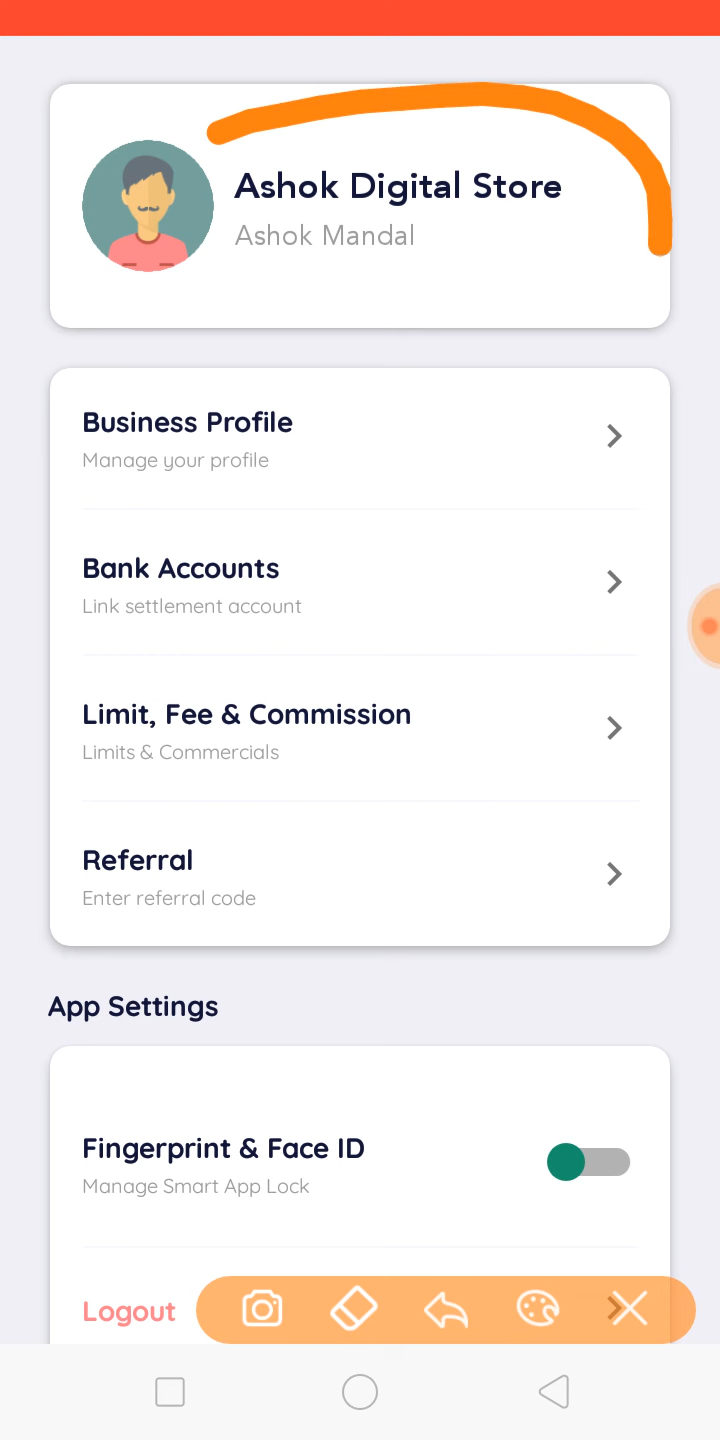 Ashok Digital Store
Ashok Mandal
Business Profile
Manage your profile
Bank Accounts
Link settlement account
Limit, Fee & Commission
Limits & Commercials
Referral
Enter referral code
App Settings
Fingerprint & Face ID
Manage Smart App Lock
Logout